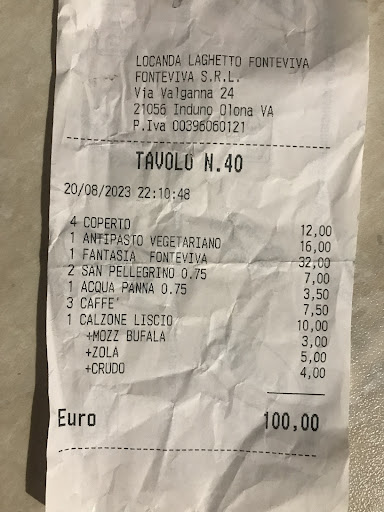 LOCANDA LAGHETTO FONTEVIVA
FONTEVIVA S.R.L.
Via Valganna 24
21056 Induno Olona VA
P.Iva 00396060121
TAVOLO N.40
20/08/2023 22:10:48
4 COPERTO 12,00
1 ANTIPASTO VEGETARIANO 16,00
1 FANTASIA FONTEVIVA 32,00
2 SAN PELLEGRINO 0.75 7,00
1 ACQUA PANNA 0.75 3,50
3 CAFFE' 7,50
1 CALZONE LISCIO 10,00
+MOZZ BUFALA 3,00
+ZOLA 5,00
+CRUDO 4,00
Euro 100,00